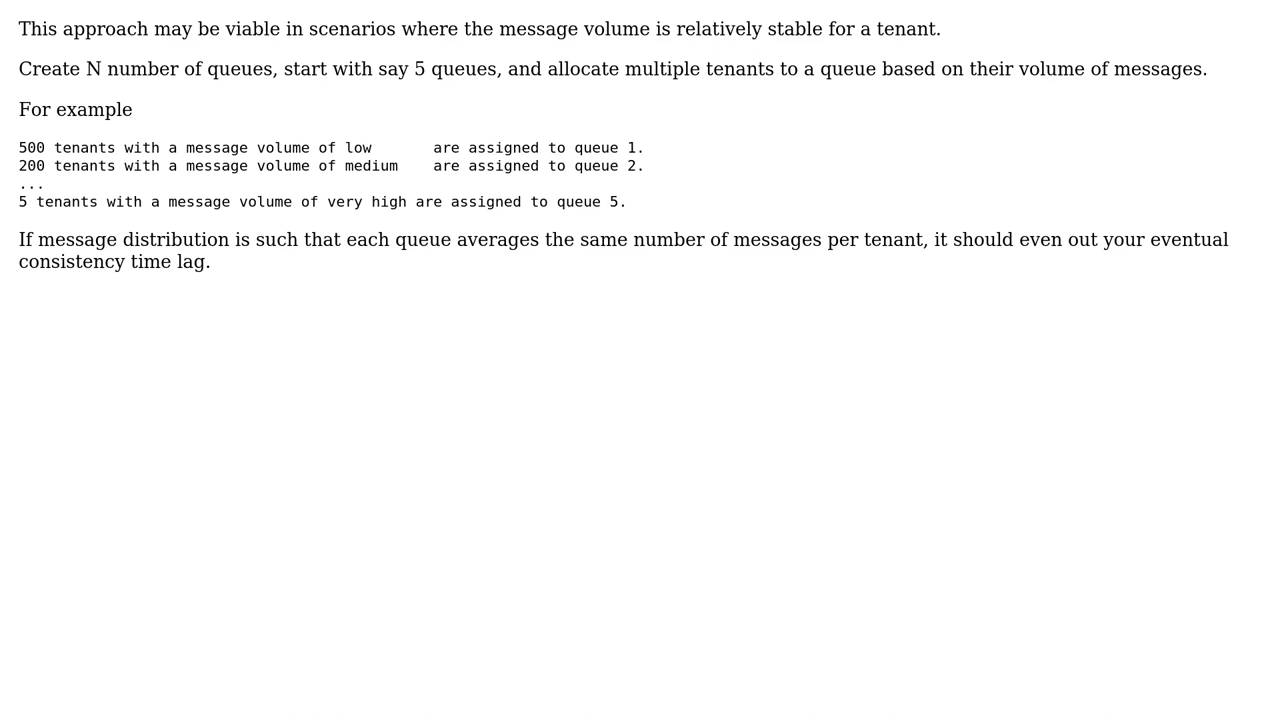 This approach may be viable in scenarios where the message volume is relatively stable for a tenant.
Create N number of queues, start with say 5 queues, and allocate multiple tenants to a queue based on their volume of messages.
For example
500 tenants with a message volume of low       are assigned to queue 1.
200 tenants with a message volume of medium    are assigned to queue 2.
...
5 tenants with a message volume of very high are assigned to queue 5.
If message distribution is such that each queue averages the same number of messages per tenant, it should even out your eventual
consistency time lag.